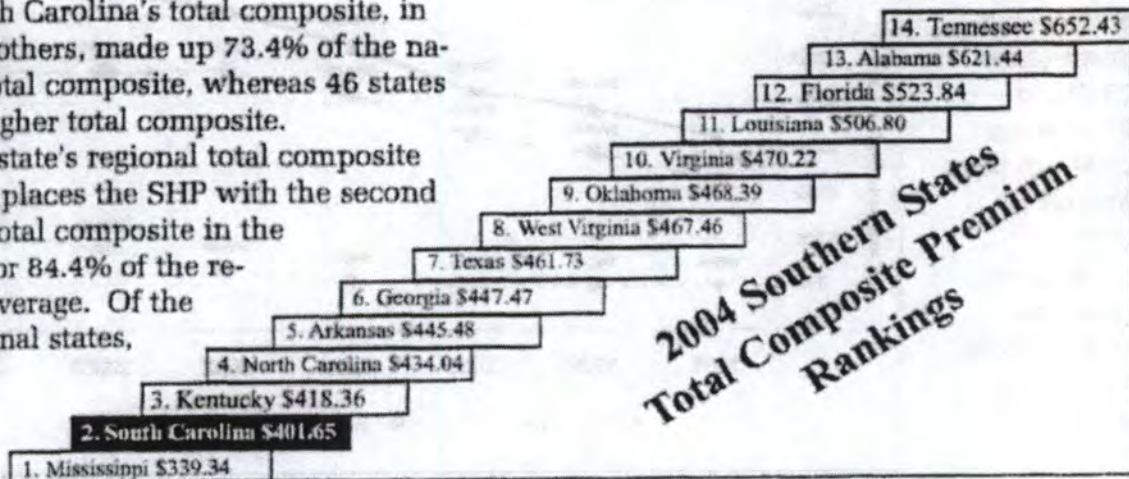 h Carolina's total composite, in
others, made up 73.4% of the na-
tal composite, whereas 46 states
gher total composite.
state's regional total composite
places the SHP with the second
otal composite in the
or 84.4% of the re-
verage. Of the
nal states,
14. Tennessee $652.43
13. Alabama $621.44
12. Florida $523.84
11. Louisiana $506.80
10. Virginia $470.22
9. Oklahoma $468.39
8. West Virginia $467.46
7. Texas $461.73
6. Georgia $447.47
5. Arkansas $445.48
4. North Carolina $434.04
3. Kentucky $418.36
2. South Carolina $401.65
1. Mississippi $339.34
2004 Southern States
Total Composite Premium
Rankings